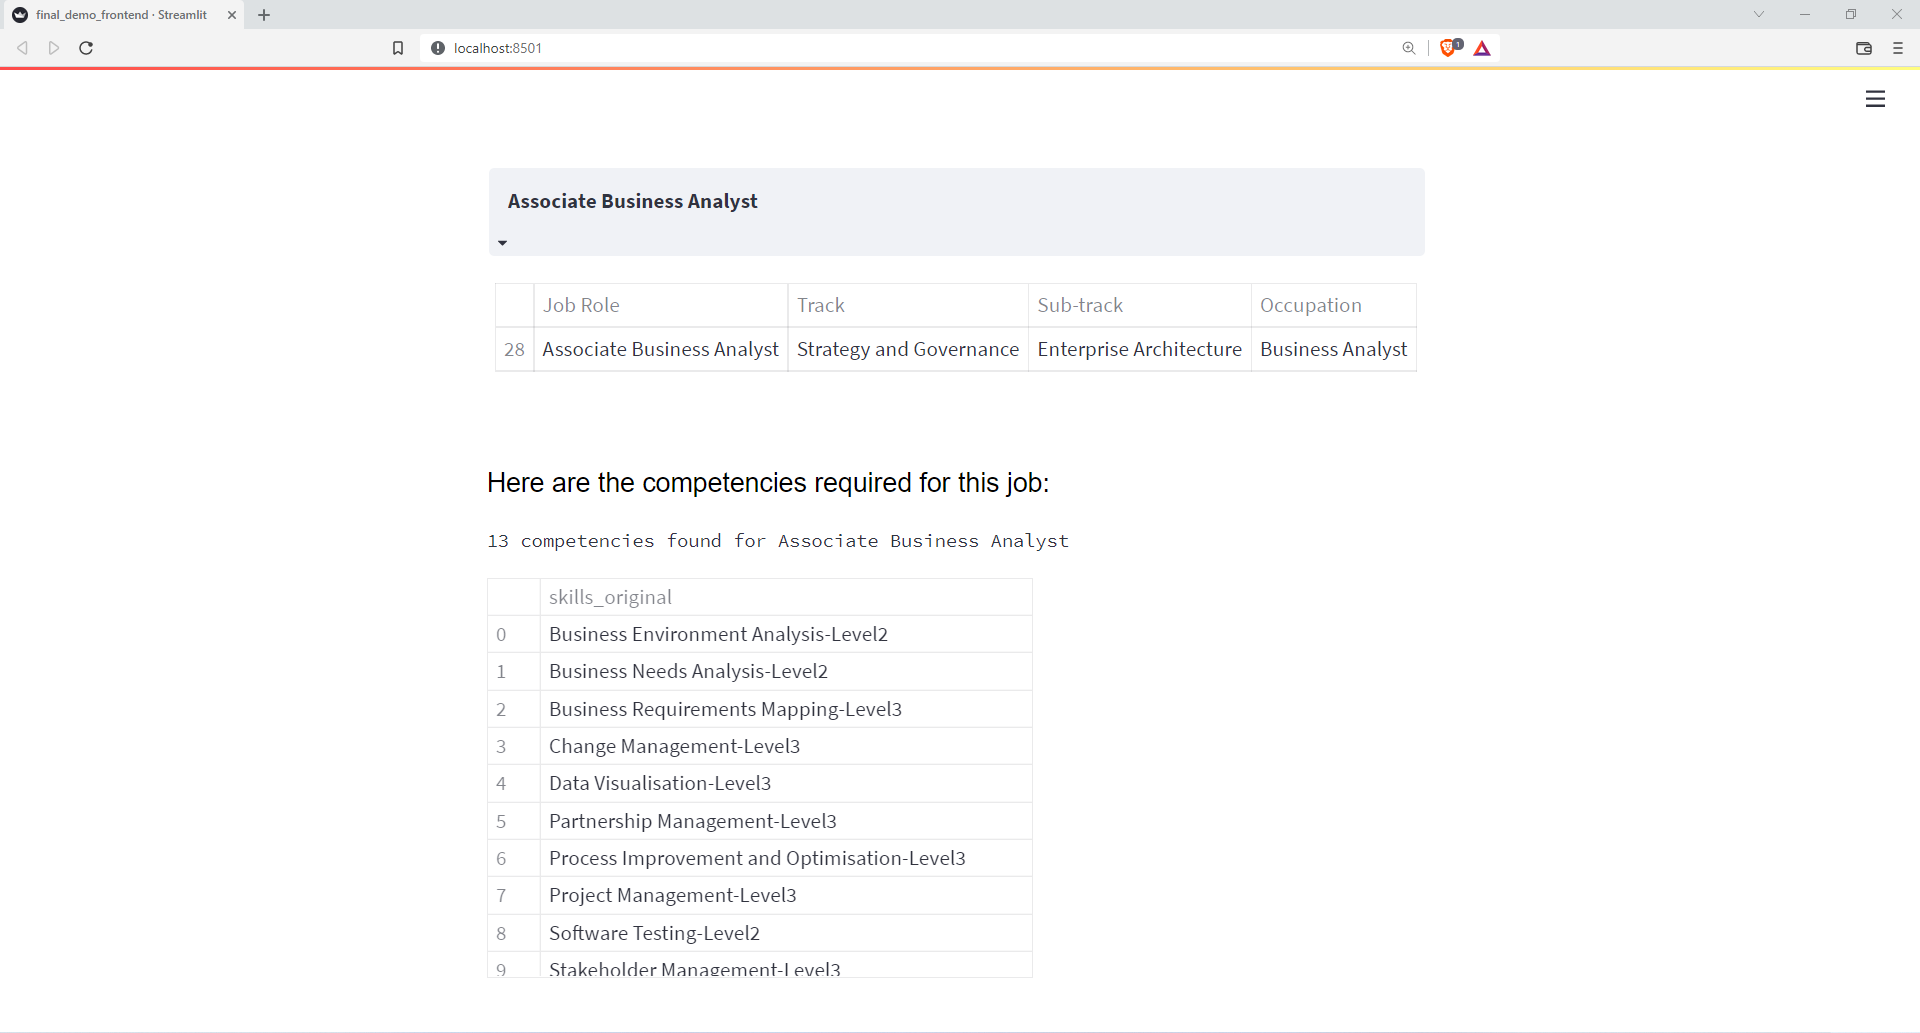 final_demo_frontend · Streamlit
localhost:8501
1
Associate Business Analyst
Job Role Track Sub-track Occupation
28 Associate Business Analyst Strategy and Governance Enterprise Architecture Business Analyst
Here are the competencies required for this job:
13 competencies found for Associate Business Analyst
skills_original
0 Business Environment Analysis-Level2
1 Business Needs Analysis-Level2
2 Business Requirements Mapping-Level3
3 Change Management-Level3
4 Data Visualisation-Level3
5 Partnership Management-Level3
6 Process Improvement and Optimisation-Level3
7 Project Management-Level3
8 Software Testing-Level2
9 Stakeholder Management-Level3